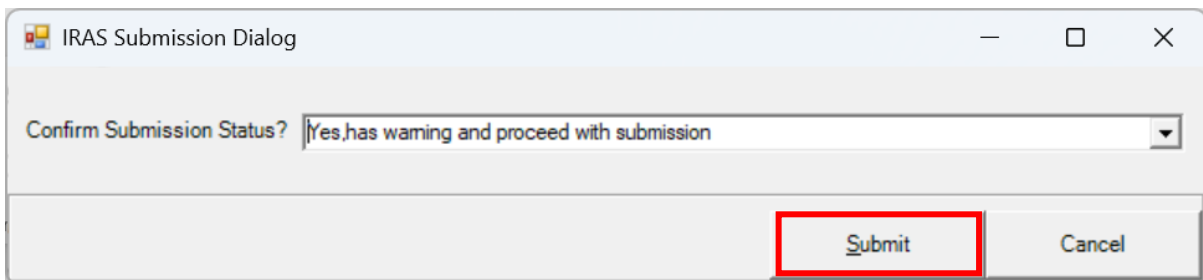 IRAS Submission Dialog
Confirm Submission Status? Yes,has warning and proceed with submission
Submit Cancel